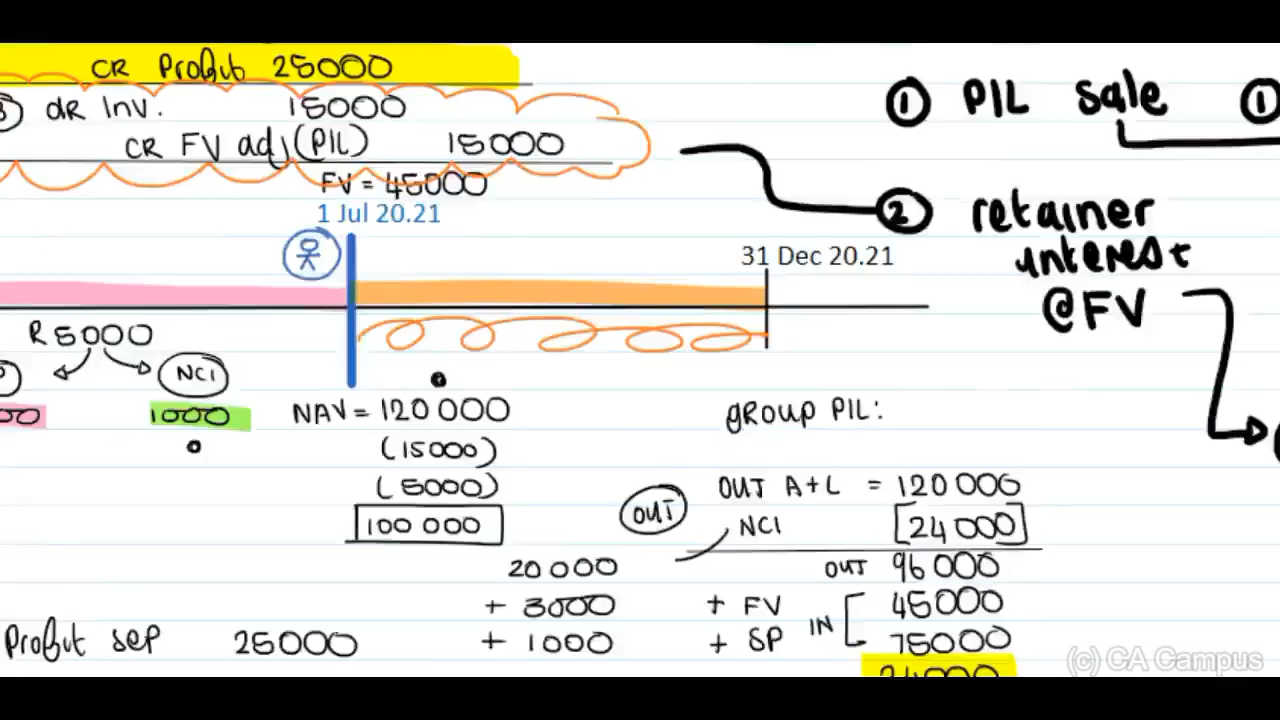 CR Profit 25000
dR Inv. 15000
CR FV adj (PIL) 15000
FV = 45000
1 Jul 20.21
31 Dec 20.21
R5000
NCI
00
1000
NAV = 120 000
(15000)
(5000)
100 000
20 000
+ 3000
+ 1000
Profit sep 25000
① PIL sale ①
② retainer
interest
@FV
group PIL:
OUT A+L = 120 000
OUT
NCI [24 000]
OUT 96 000
+ FV IN [ 45000
+ SP 75000
24000
(c) CA Campus